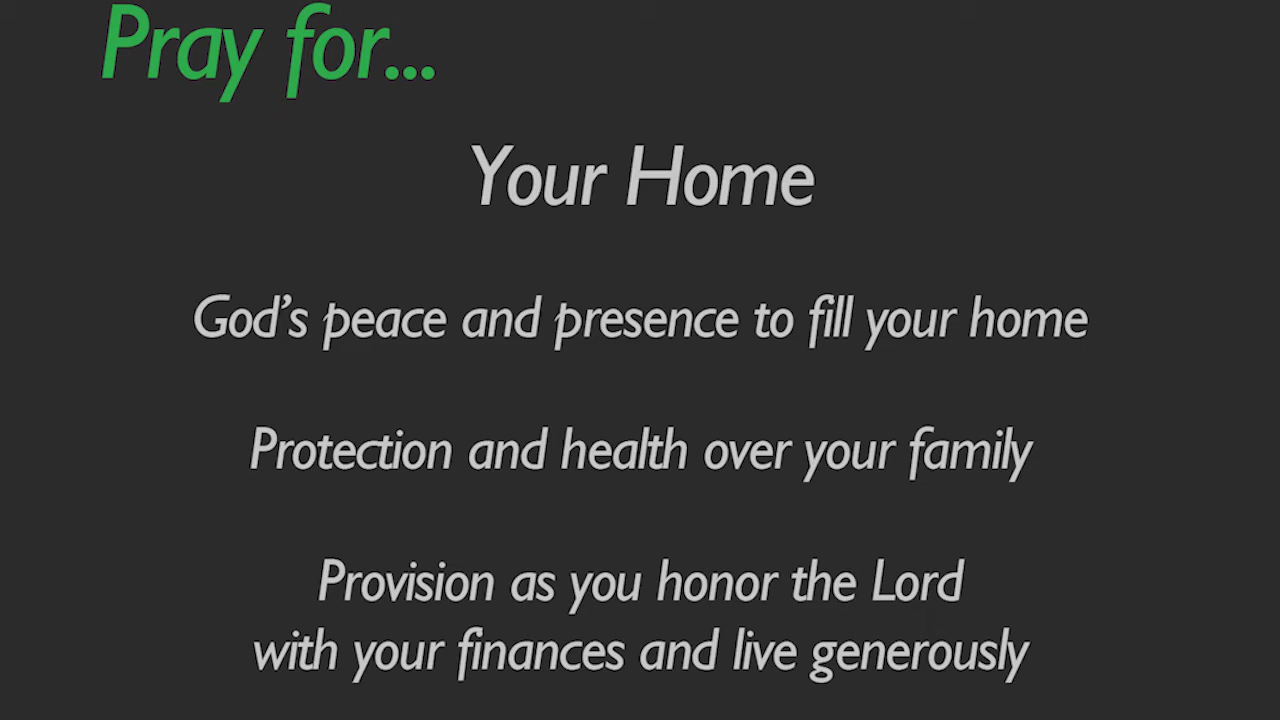 Pray for...
Your Home
God’s peace and presence to fill your home
Protection and health over your family
Provision as you honor the Lord
with your finances and live generously